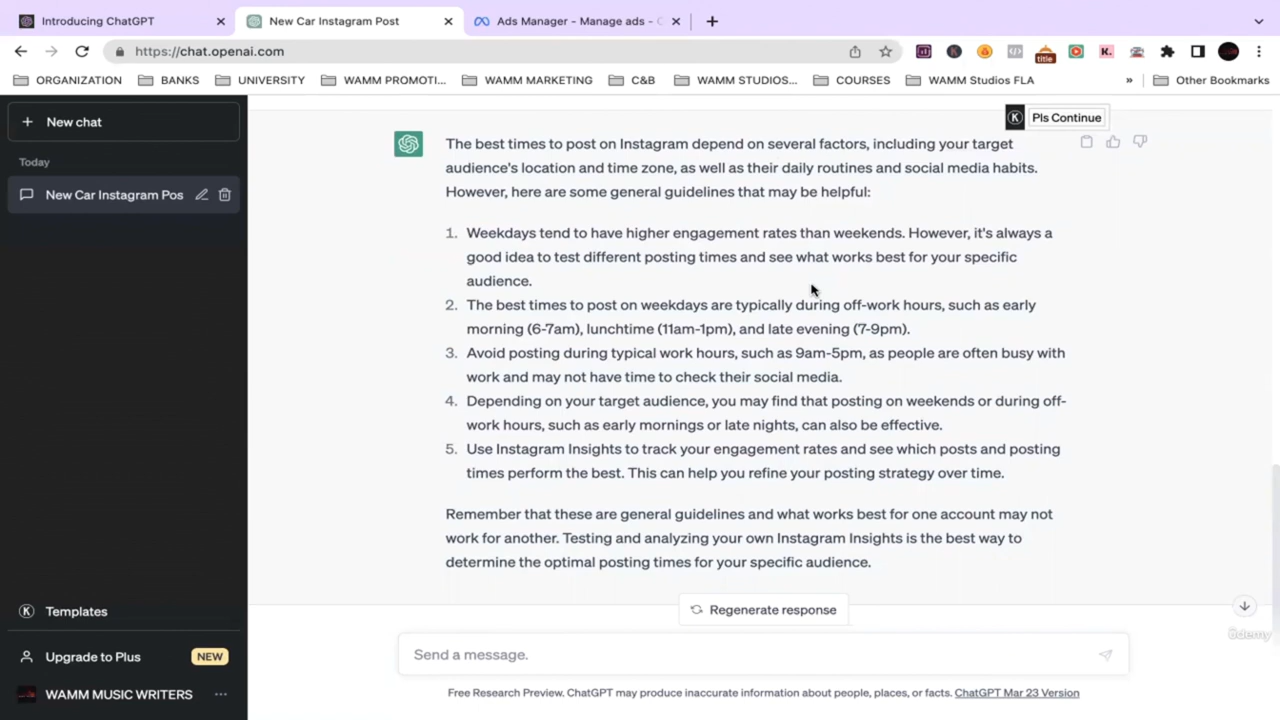 Introducing ChatGPT
New Car Instagram Post
Ads Manager - Manage ads - C
https://chat.openai.com
title
K.
ORGANIZATION
BANKS
UNIVERSITY
WAMM PROMOTI...
WAMM MARKETING
C&B
WAMM STUDIOS...
COURSES
WAMM Studios FLA
»
Other Bookmarks
+ New chat
Today
New Car Instagram Pos
K Pls Continue
The best times to post on Instagram depend on several factors, including your target
audience's location and time zone, as well as their daily routines and social media habits.
However, here are some general guidelines that may be helpful:
1. Weekdays tend to have higher engagement rates than weekends. However, it's always a
good idea to test different posting times and see what works best for your specific
audience.
2. The best times to post on weekdays are typically during off-work hours, such as early
morning (6-7am), lunchtime (11am-1pm), and late evening (7-9pm).
3. Avoid posting during typical work hours, such as 9am-5pm, as people are often busy with
work and may not have time to check their social media.
4. Depending on your target audience, you may find that posting on weekends or during off-
work hours, such as early mornings or late nights, can also be effective.
5. Use Instagram Insights to track your engagement rates and see which posts and posting
times perform the best. This can help you refine your posting strategy over time.
Remember that these are general guidelines and what works best for one account may not
work for another. Testing and analyzing your own Instagram Insights is the best way to
determine the optimal posting times for your specific audience.
Regenerate response
Send a message.
Free Research Preview. ChatGPT may produce inaccurate information about people, places, or facts. ChatGPT Mar 23 Version
K Templates
Upgrade to Plus NEW
WAMM MUSIC WRITERS ...
ûdemy